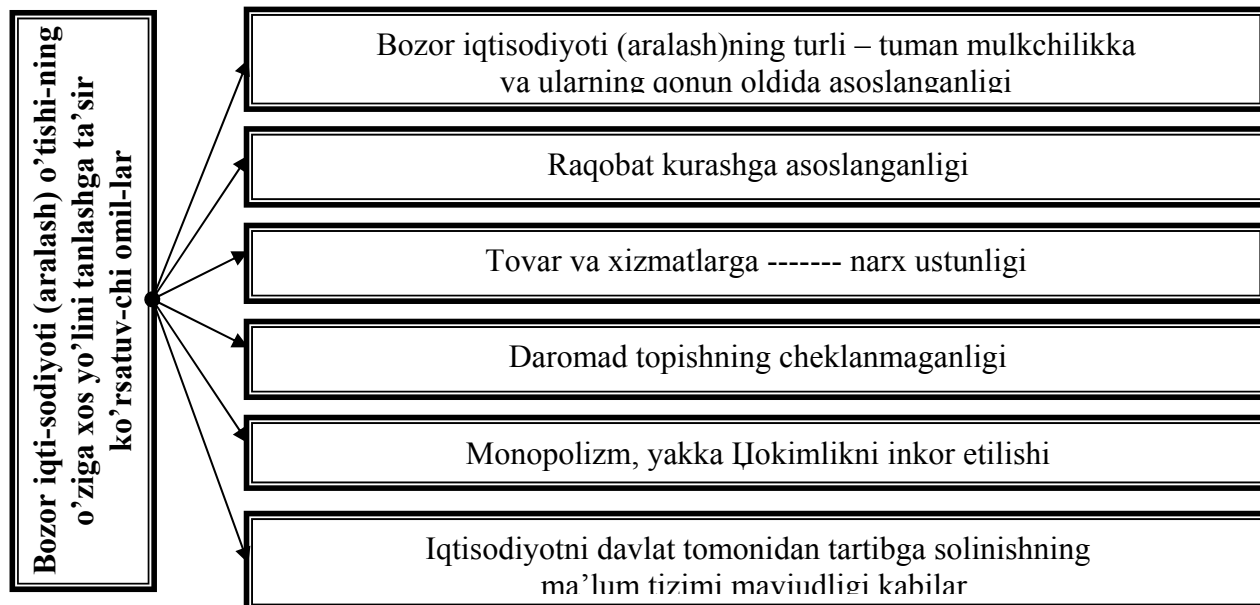 Bozor iqti-sodiyoti (aralash) o’tishi-ning
o’ziga xos yo’lini tanlashga ta’sir
ko’rsatuv-chi omil-lar
Bozor iqtisodiyoti (aralash)ning turli – tuman mulkchilikka
va ularning qonun oldida asoslanganligi
Raqobat kurashga asoslanganligi
Tovar va xizmatlarga ------- narx ustunligi
Daromad topishning cheklanmaganligi
Monopolizm, yakka Џokimlikni inkor etilishi
Iqtisodiyotni davlat tomonidan tartibga solinishning
ma’lum tizimi mavjudligi kabilar